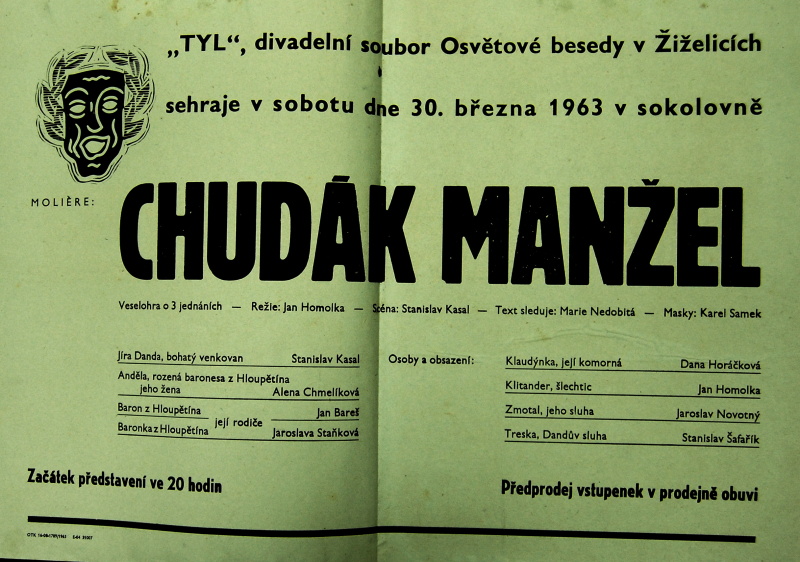 „TYL“, divadelní soubor Osvětové besedy v Žiželicích
sehraje v sobotu dne 30. března 1963 v sokolovně
MOLIÈRE:
CHUDÁK MANŽEL
Veselohra o 3 jednáních — Režie: Jan Homolka — Scéna: Stanislav Kasal — Text sleduje: Marie Nedobitá — Masky: Karel Samek
Osoby a obsazení:
Jíra Danda, bohatý venkovan Stanislav Kasal
Anděla, rozená baronesa z Hloupětína
jeho žena Alena Chmelíková
Baron z Hloupětína Jan Bareš
její rodiče
Baronka z Hloupětína Jaroslava Staňková
Klaudýnka, její komorná Dana Horáčková
Klitander, šlechtic Jan Homolka
Zmotal, jeho sluha Jaroslav Novotný
Treska, Dandův sluha Stanislav Šafařík
Začátek představení ve 20 hodin
Předprodej vstupenek v prodejně obuvi